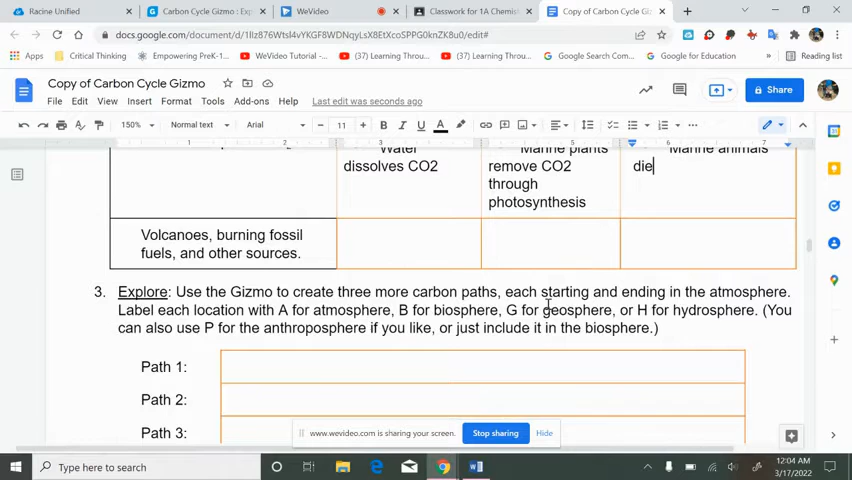 Racine Unified
Carbon Cycle Gizmo : Exp
WeVideo
Classwork for 1A Chemist
Copy of Carbon Cycle Giz
docs.google.com/document/d/1Iiz876WtsI4vYKGF8W09DNqyLsX8EtXcoSPPG0nkZK8u0/edit#
Apps
Critical Thinking
Empowering PreK-1...
WeVideo Tutorial -...
(37) Learning Throu...
(37) Learning Throu...
Google Search Com...
Google for Education
Reading list
Copy of Carbon Cycle Gizmo
File Edit View Insert Format Tools Add-ons Help Last edit was seconds ago
Share
150% Normal text Arial 11
2 3 4 5 6 7
Water
dissolves CO2
Marine plants
remove CO2
through
photosynthesis
Marine animals
die
Volcanoes, burning fossil
fuels, and other sources.
3. Explore: Use the Gizmo to create three more carbon paths, each starting and ending in the atmosphere.
Label each location with A for atmosphere, B for biosphere, G for geosphere, or H for hydrosphere. (You
can also use P for the anthroposphere if you like, or just include it in the biosphere.)
Path 1:
Path 2:
Path 3:
www.wevideo.com is sharing your screen. Stop sharing Hide
Type here to search
12:04 AM
3/17/2022